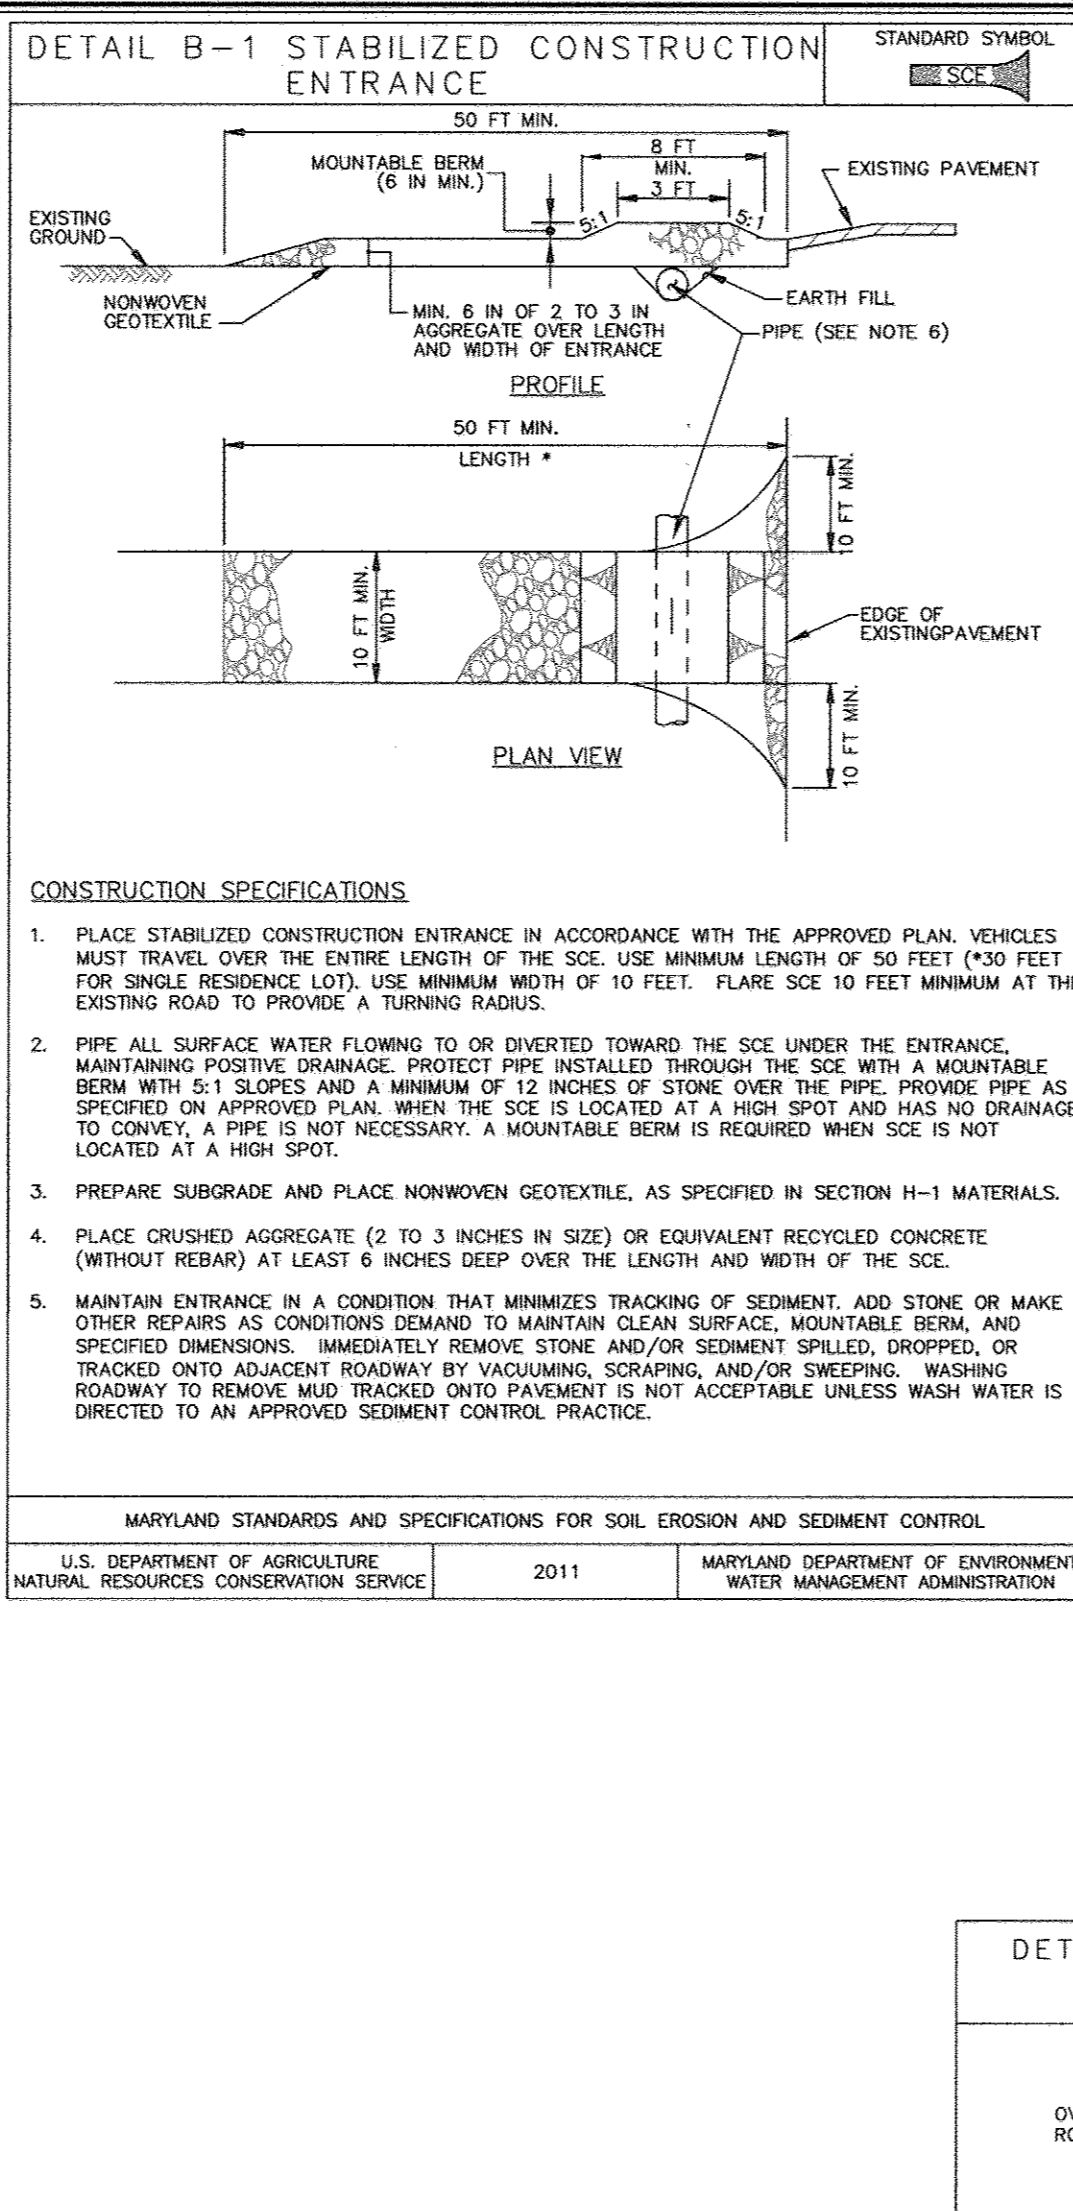 DETAIL B-1 STABILIZED CONSTRUCTION
ENTRANCE
STANDARD SYMBOL
SCE
50 FT MIN.
MOUNTABLE BERM
(6 IN MIN.)
8 FT
MIN.
3 FT
5:1
5:1
EXISTING PAVEMENT
EXISTING
GROUND
NONWOVEN
GEOTEXTILE
MIN. 6 IN OF 2 TO 3 IN
AGGREGATE OVER LENGTH
AND WIDTH OF ENTRANCE
EARTH FILL
PIPE (SEE NOTE 6)
PROFILE
50 FT MIN.
LENGTH *
10 FT MIN.
10 FT MIN.
WIDTH
EDGE OF
EXISTINGPAVEMENT
10 FT MIN.
PLAN VIEW
CONSTRUCTION SPECIFICATIONS
1. PLACE STABILIZED CONSTRUCTION ENTRANCE IN ACCORDANCE WITH THE APPROVED PLAN. VEHICLES
MUST TRAVEL OVER THE ENTIRE LENGTH OF THE SCE. USE MINIMUM LENGTH OF 50 FEET (*30 FEET
FOR SINGLE RESIDENCE LOT). USE MINIMUM WIDTH OF 10 FEET. FLARE SCE 10 FEET MINIMUM AT THE
EXISTING ROAD TO PROVIDE A TURNING RADIUS.
2. PIPE ALL SURFACE WATER FLOWING TO OR DIVERTED TOWARD THE SCE UNDER THE ENTRANCE,
MAINTAINING POSITIVE DRAINAGE. PROTECT PIPE INSTALLED THROUGH THE SCE WITH A MOUNTABLE
BERM WITH 5:1 SLOPES AND A MINIMUM OF 12 INCHES OF STONE OVER THE PIPE. PROVIDE PIPE AS
SPECIFIED ON APPROVED PLAN. WHEN THE SCE IS LOCATED AT A HIGH SPOT AND HAS NO DRAINAGE
TO CONVEY, A PIPE IS NOT NECESSARY. A MOUNTABLE BERM IS REQUIRED WHEN SCE IS NOT
LOCATED AT A HIGH SPOT.
3. PREPARE SUBGRADE AND PLACE NONWOVEN GEOTEXTILE, AS SPECIFIED IN SECTION H-1 MATERIALS.
4. PLACE CRUSHED AGGREGATE (2 TO 3 INCHES IN SIZE) OR EQUIVALENT RECYCLED CONCRETE
(WITHOUT REBAR) AT LEAST 6 INCHES DEEP OVER THE LENGTH AND WIDTH OF THE SCE.
5. MAINTAIN ENTRANCE IN A CONDITION THAT MINIMIZES TRACKING OF SEDIMENT. ADD STONE OR MAKE
OTHER REPAIRS AS CONDITIONS DEMAND TO MAINTAIN CLEAN SURFACE, MOUNTABLE BERM, AND
SPECIFIED DIMENSIONS. IMMEDIATELY REMOVE STONE AND/OR SEDIMENT SPILLED, DROPPED, OR
TRACKED ONTO ADJACENT ROADWAY BY VACUUMING, SCRAPING, AND/OR SWEEPING. WASHING
ROADWAY TO REMOVE MUD TRACKED ONTO PAVEMENT IS NOT ACCEPTABLE UNLESS WASH WATER IS
DIRECTED TO AN APPROVED SEDIMENT CONTROL PRACTICE.
MARYLAND STANDARDS AND SPECIFICATIONS FOR SOIL EROSION AND SEDIMENT CONTROL
U.S. DEPARTMENT OF AGRICULTURE
NATURAL RESOURCES CONSERVATION SERVICE
2011
MARYLAND DEPARTMENT OF ENVIRONMENT
WATER MANAGEMENT ADMINISTRATION
DET